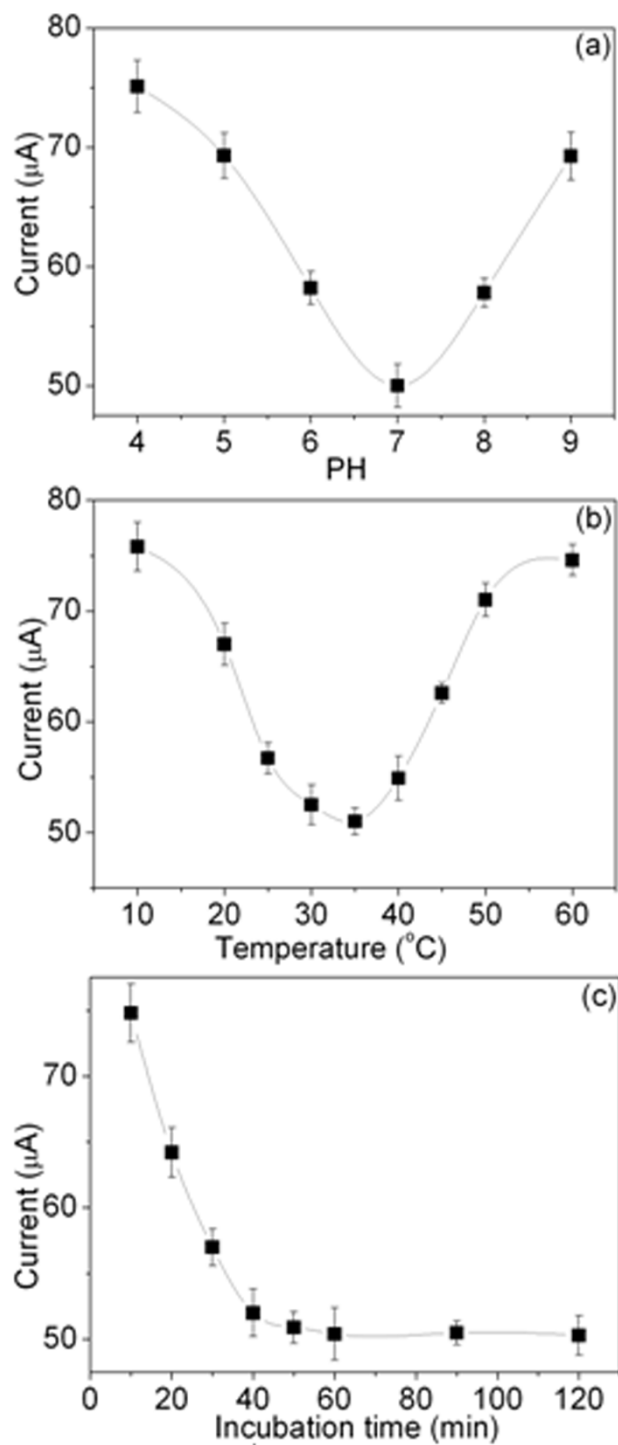 (a)
80
70
60
50
Current (μA)
4 5 6 7 8 9
PH
(b)
80
70
60
50
Current (μA)
10 20 30 40 50 60
Temperature (°C)
(c)
70
60
50
Current (μA)
0 20 40 60 80 100 120
Incubation time (min)